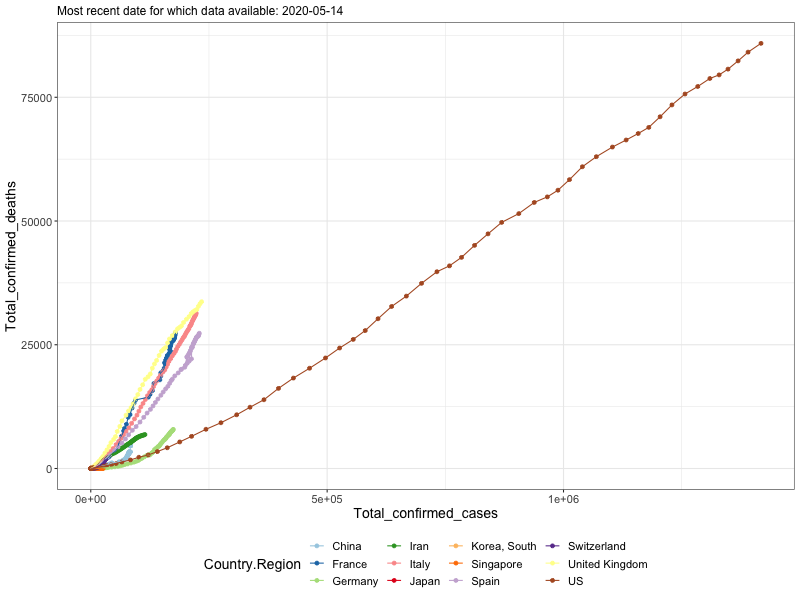 Most recent date for which data available: 2020-05-14
75000
50000
25000
0
Total_confirmed_deaths
0e+00 5e+05 1e+06
Total_confirmed_cases
Country.Region
China Iran Korea, South Switzerland
France Italy Singapore United Kingdom
Germany Japan Spain US